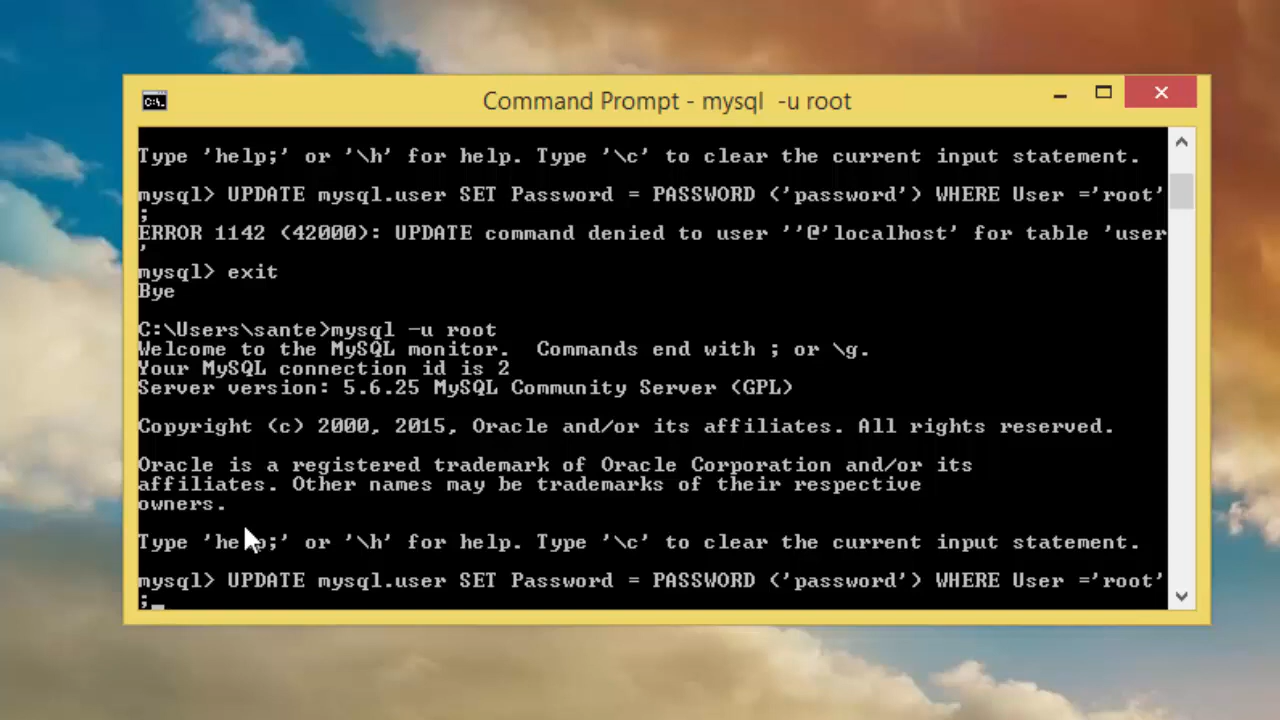 Command Prompt - mysql  -u root
Type 'help;' or '\h' for help. Type '\c' to clear the current input statement.
mysql> UPDATE mysql.user SET Password = PASSWORD ('password') WHERE User ='root'
;
ERROR 1142 (42000): UPDATE command denied to user ''@'localhost' for table 'user
'
mysql> exit
Bye
C:\Users\sante>mysql -u root
Welcome to the MySQL monitor.  Commands end with ; or \g.
Your MySQL connection id is 2
Server version: 5.6.25 MySQL Community Server (GPL)
Copyright (c) 2000, 2015, Oracle and/or its affiliates. All rights reserved.
Oracle is a registered trademark of Oracle Corporation and/or its
affiliates. Other names may be trademarks of their respective
owners.
Type 'help;' or '\h' for help. Type '\c' to clear the current input statement.
mysql> UPDATE mysql.user SET Password = PASSWORD ('password') WHERE User ='root'
;